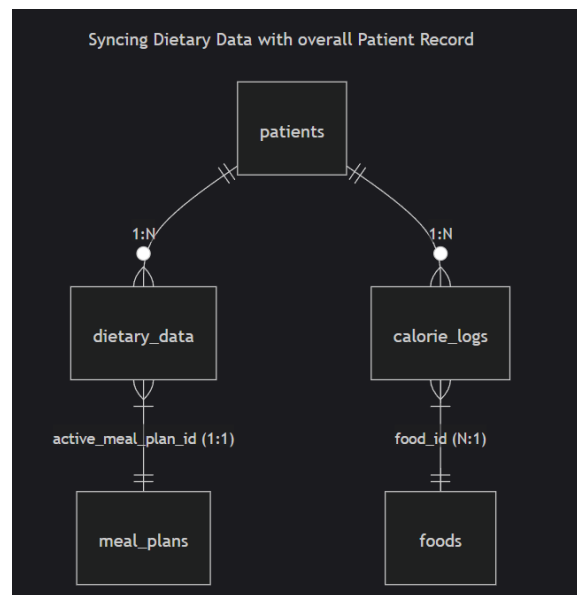 Syncing Dietary Data with overall Patient Record
patients
1:N
1:N
dietary_data
calorie_logs
active_meal_plan_id (1:1)
food_id (N:1)
meal_plans
foods